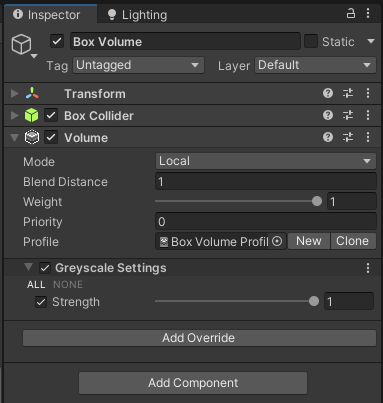 Inspector Lighting
Box Volume Static
Tag Untagged Layer Default
Transform
Box Collider
Volume
Mode Local
Blend Distance 1
Weight 1
Priority 0
Profile Box Volume Profil New Clone
Greyscale Settings
ALL NONE
Strength 1
Add Override
Add Component